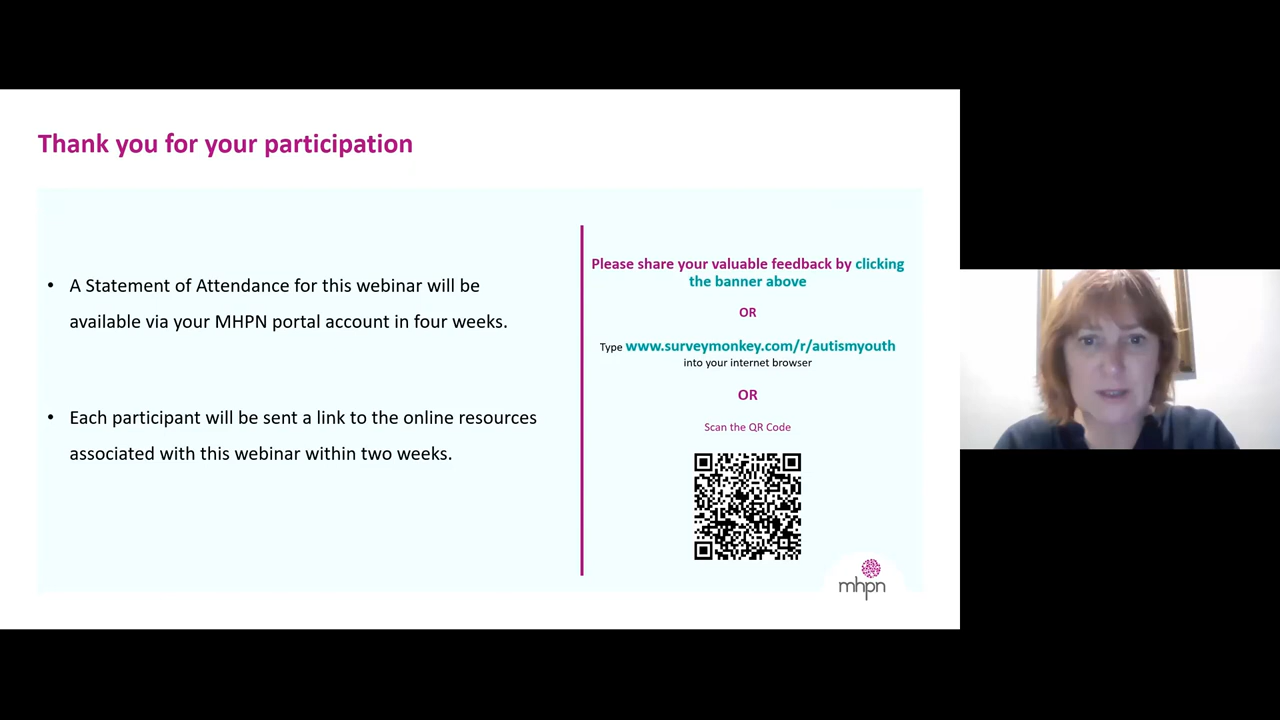 Thank you for your participation
• A Statement of Attendance for this webinar will be
available via your MHPN portal account in four weeks.
• Each participant will be sent a link to the online resources
associated with this webinar within two weeks.
Please share your valuable feedback by clicking
the banner above
OR
Type www.surveymonkey.com/r/autismyouth
into your internet browser
OR
Scan the QR Code
mhpn